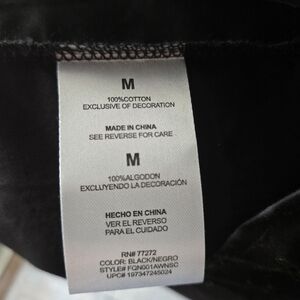 M
100%COTTON
EXCLUSIVE OF DECORATION
MADE IN CHINA
SEE REVERSE FOR CARE
M
100%ALGODON
EXCLUYENDO LA DECORACIÓN
HECHO EN CHINA
VER EL REVERSO
PARA EL CUIDADO
RN# 77272
COLOR: BLACK/NEGRO
STYLE# FQN001AWNSC
UPC# 197347245024